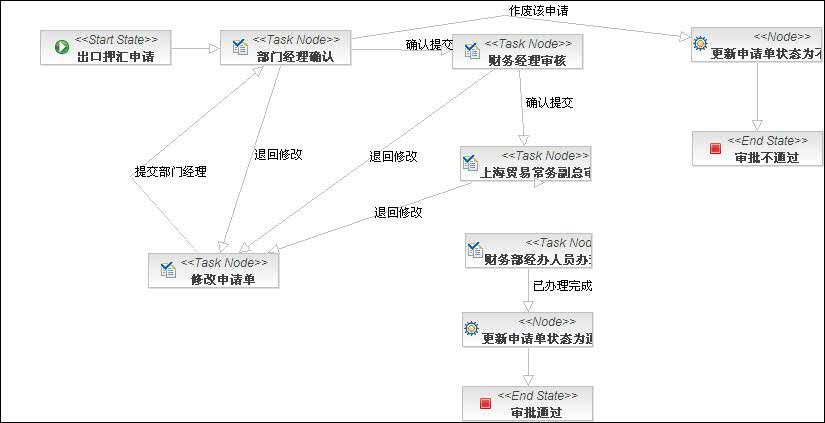 作废该申请
<<Start State>>
出口押汇申请
<<Task Node>>
部门经理确认
确认提交
<<Task Node>>
财务经理审核
<<Node>>
更新申请单状态为不
确认提交
<<End State>>
审批不通过
退回修改
退回修改
提交部门经理
<<Task Node>>
上海贸易常务副总审
退回修改
<<Task Node>>
修改申请单
<<Task Nod
财务部经办人员办
已办理完成
<<Node>>
更新申请单状态为通
<<End State>>
审批通过